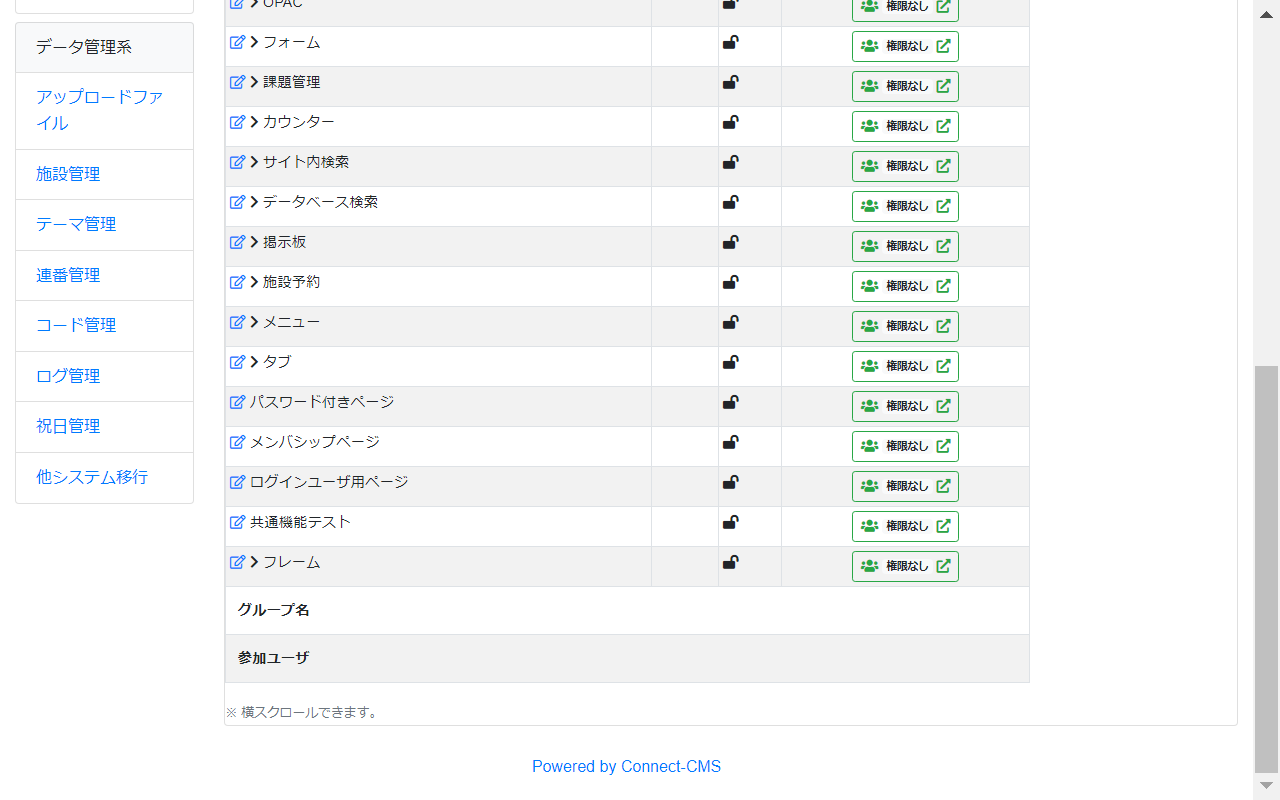 データ管理系
アップロードファ
イル
施設管理
テーマ管理
連番管理
コード管理
ログ管理
祝日管理
他システム移行
OPAC 権限なし
フォーム 権限なし
課題管理 権限なし
カウンター 権限なし
サイト内検索 権限なし
データベース検索 権限なし
掲示板 権限なし
施設予約 権限なし
メニュー 権限なし
タブ 権限なし
パスワード付きページ 権限なし
メンバシップページ 権限なし
ログインユーザ用ページ 権限なし
共通機能テスト 権限なし
フレーム 権限なし
グループ名
参加ユーザ
※ 横スクロールできます。
Powered by Connect-CMS